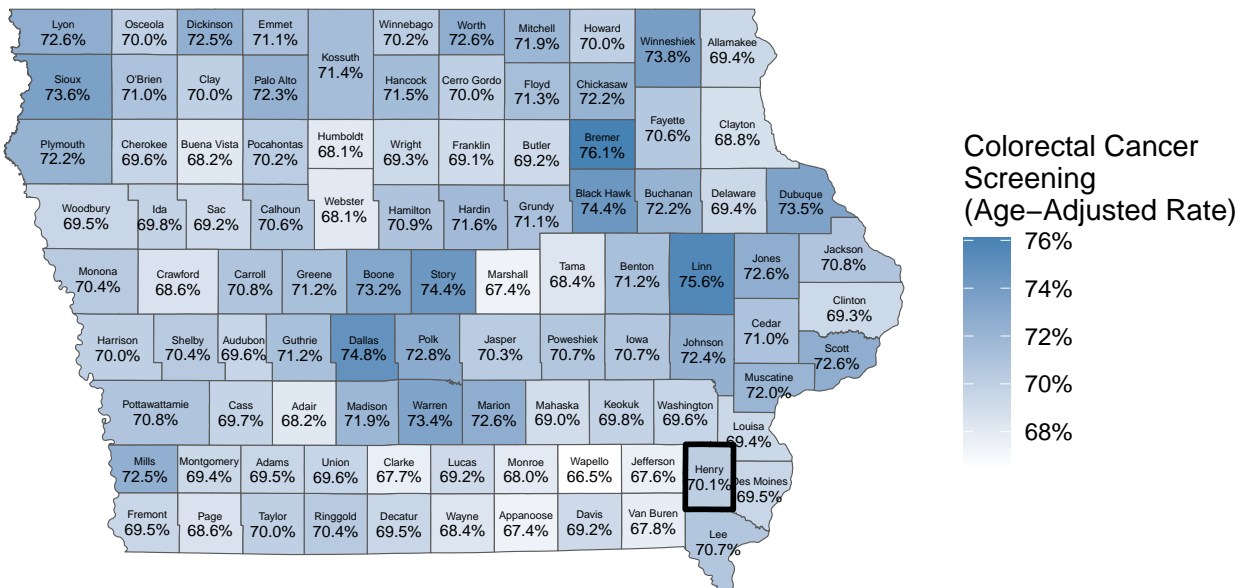 Lyon
72.6%
Osceola
70.0%
Dickinson
72.5%
Emmet
71.1%
Kossuth
71.4%
Winnebago
70.2%
Worth
72.6%
Mitchell
71.9%
Howard
70.0%
Winneshiek
73.8%
Allamakee
69.4%
Sioux
73.6%
O'Brien
71.0%
Clay
70.0%
Palo Alto
72.3%
Hancock
71.5%
Cerro Gordo
70.0%
Floyd
71.3%
Chickasaw
72.2%
Fayette
70.6%
Clayton
68.8%
Plymouth
72.2%
Cherokee
69.6%
Buena Vista
68.2%
Pocahontas
70.2%
Humboldt
68.1%
Wright
69.3%
Franklin
69.1%
Butler
69.2%
Bremer
76.1%
Woodbury
69.5%
Ida
69.8%
Sac
69.2%
Calhoun
70.6%
Webster
68.1%
Hamilton
70.9%
Hardin
71.6%
Grundy
71.1%
Black Hawk
74.4%
Buchanan
72.2%
Delaware
69.4%
Dubuque
73.5%
Monona
70.4%
Crawford
68.6%
Carroll
70.8%
Greene
71.2%
Boone
73.2%
Story
74.4%
Marshall
67.4%
Tama
68.4%
Benton
71.2%
Linn
75.6%
Jones
72.6%
Jackson
70.8%
Clinton
69.3%
Harrison
70.0%
Shelby
70.4%
Audubon
69.6%
Guthrie
71.2%
Dallas
74.8%
Polk
72.8%
Jasper
70.3%
Poweshiek
70.7%
Iowa
70.7%
Johnson
72.4%
Cedar
71.0%
Scott
72.6%
Muscatine
72.0%
Pottawattamie
70.8%
Cass
69.7%
Adair
68.2%
Madison
71.9%
Warren
73.4%
Marion
72.6%
Mahaska
69.0%
Keokuk
69.8%
Washington
69.6%
Louisa
69.4%
Mills
72.5%
Montgomery
69.4%
Adams
69.5%
Union
69.6%
Clarke
67.7%
Lucas
69.2%
Monroe
68.0%
Wapello
66.5%
Jefferson
67.6%
Henry
70.1%
Des Moines
69.5%
Fremont
69.5%
Page
68.6%
Taylor
70.0%
Ringgold
70.4%
Decatur
69.5%
Wayne
68.4%
Appanoose
67.4%
Davis
69.2%
Van Buren
67.8%
Lee
70.7%
Colorectal Cancer
Screening
(Age−Adjusted Rate)
76%
74%
72%
70%
68%